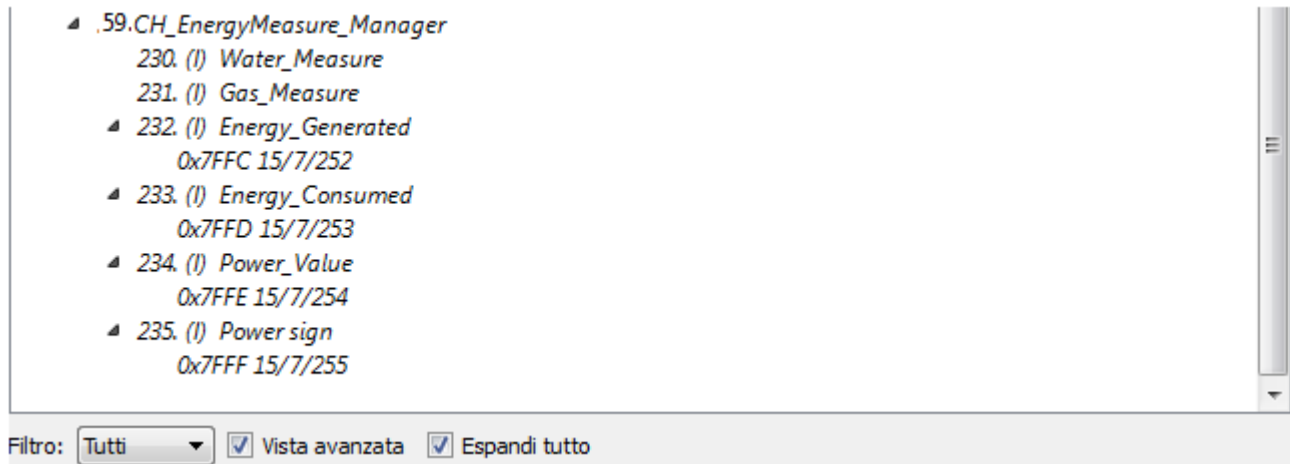 .59.CH_EnergyMeasure_Manager
230. (I) Water_Measure
231. (I) Gas_Measure
232. (I) Energy_Generated
0x7FFC 15/7/252
233. (I) Energy_Consumed
0x7FFD 15/7/253
234. (I) Power_Value
0x7FFE 15/7/254
235. (I) Power sign
0x7FFF 15/7/255
Filtro: Tutti Vista avanzata Espandi tutto